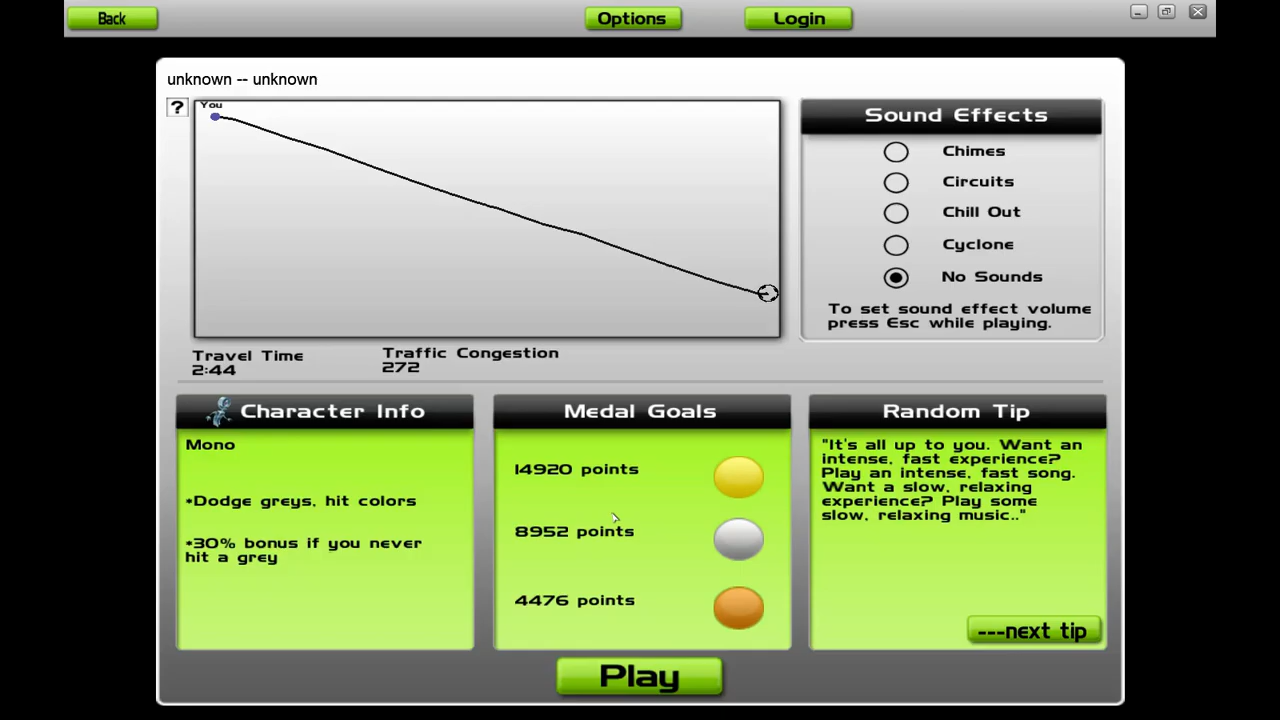 Back
Options
Login
unknown -- unknown
?
You
Travel Time
2:44
Traffic Congestion
272
Sound Effects
Chimes
Circuits
Chill Out
Cyclone
No Sounds
To set sound effect volume
press Esc while playing.
Character Info
Mono
*Dodge greys, hit colors
*30% bonus if you never
hit a grey
Medal Goals
14920 points
8952 points
4476 points
Random Tip
"It's all up to you. Want an
intense, fast experience?
Play an intense, fast song.
Want a slow, relaxing
experience? Play some
slow, relaxing music.."
---next tip
Play